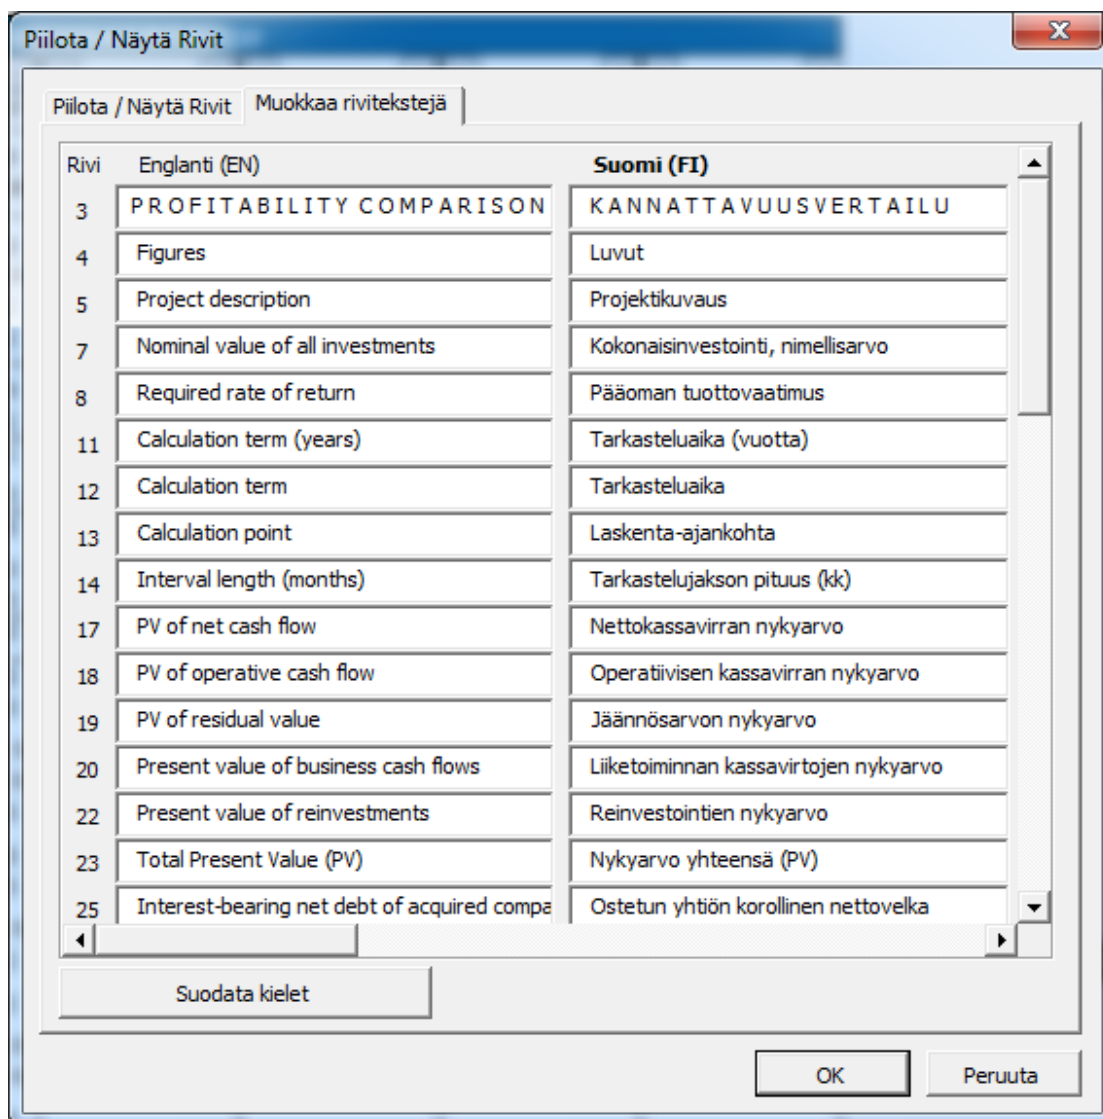 Piilota / Näytä Rivit
Piilota / Näytä Rivit Muokkaa rivitekstejä
Rivi Englanti (EN) Suomi (FI)
3 P R O F I T A B I L I T Y C O M P A R I S O N K A N N A T T A V U U S V E R T A I L U
4 Figures Luvut
5 Project description Projektikuvaus
7 Nominal value of all investments Kokonaisinvestointi, nimellisarvo
8 Required rate of return Pääoman tuottovaatimus
11 Calculation term (years) Tarkasteluaika (vuotta)
12 Calculation term Tarkasteluaika
13 Calculation point Laskenta-ajankohta
14 Interval length (months) Tarkastelujakson pituus (kk)
17 PV of net cash flow Nettokassavirran nykyarvo
18 PV of operative cash flow Operatiivisen kassavirran nykyarvo
19 PV of residual value Jäännösarvon nykyarvo
20 Present value of business cash flows Liiketoiminnan kassavirtojen nykyarvo
22 Present value of reinvestments Reinvestointien nykyarvo
23 Total Present Value (PV) Nykyarvo yhteensä (PV)
25 Interest-bearing net debt of acquired compa Ostetun yhtiön korollinen nettovelka
Suodata kielet
OK Peruuta